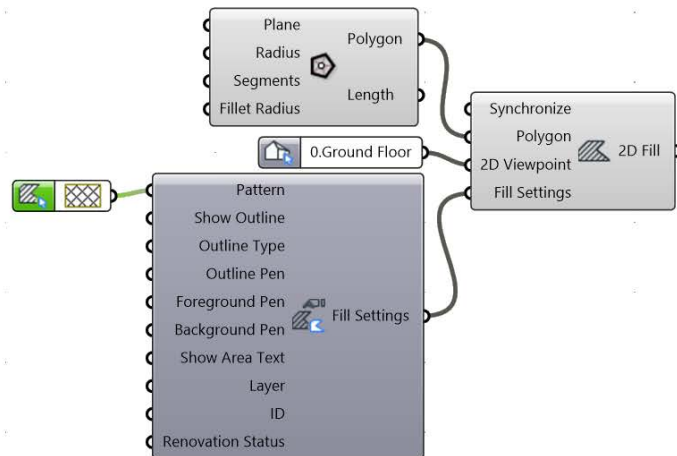 Plane
Radius
Segments
Fillet Radius
Polygon
Length
0.Ground Floor
Synchronize
Polygon
2D Viewpoint
Fill Settings
2D Fill
Pattern
Show Outline
Outline Type
Outline Pen
Foreground Pen
Background Pen
Show Area Text
Layer
ID
Renovation Status
Fill Settings